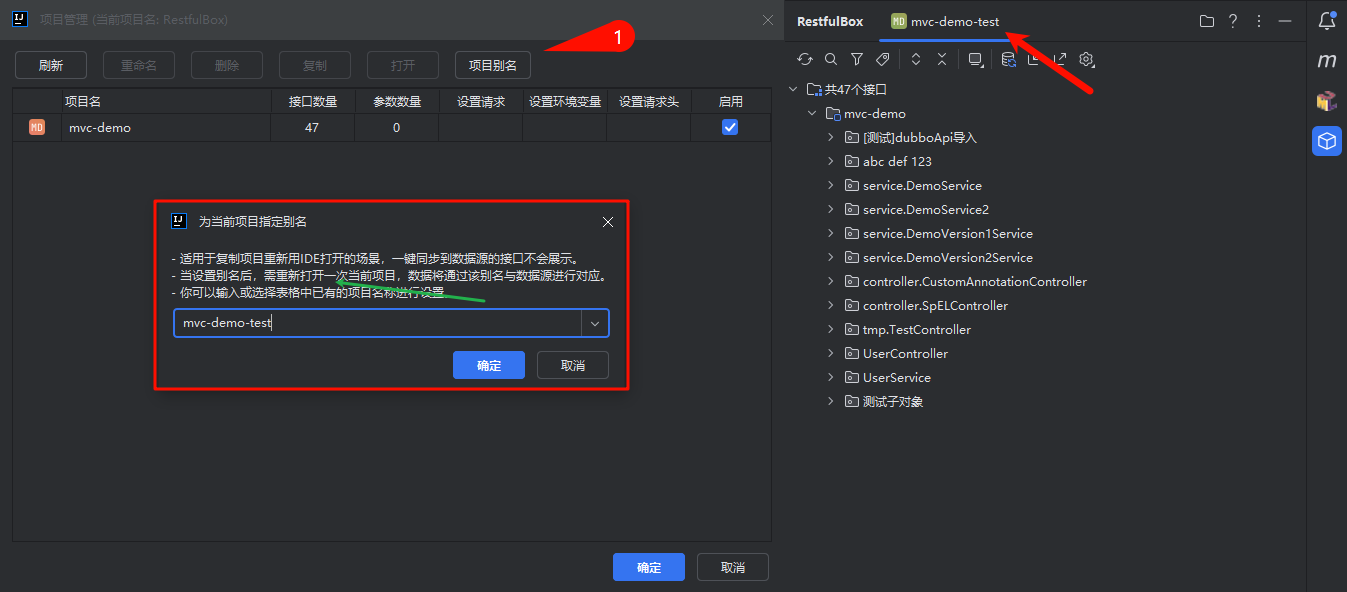 项目管理 (当前项目名: RestfulBox)
刷新
重命名
删除
复制
打开
项目别名
1
项目名
接口数量
参数数量
设置请求
设置环境变量
设置请求头
启用
MD
mvc-demo
47
0
为当前项目指定别名
- 适用于复制项目重新用IDE打开的场景，一键同步到数据源的接口不会展示。
- 当设置别名后，需重新打开一次当前项目，数据将通过该别名与数据源进行对应。
- 你可以输入或选择表格中已有的项目名称进行设置
mvc-demo-test
确定
取消
确定
取消
RestfulBox
MD
mvc-demo-test
共47个接口
mvc-demo
[测试]dubboApi导入
abc def 123
service.DemoService
service.DemoService2
service.DemoVersion1Service
service.DemoVersion2Service
controller.CustomAnnotationController
controller.SpELController
tmp.TestController
UserController
UserService
测试子对象
m